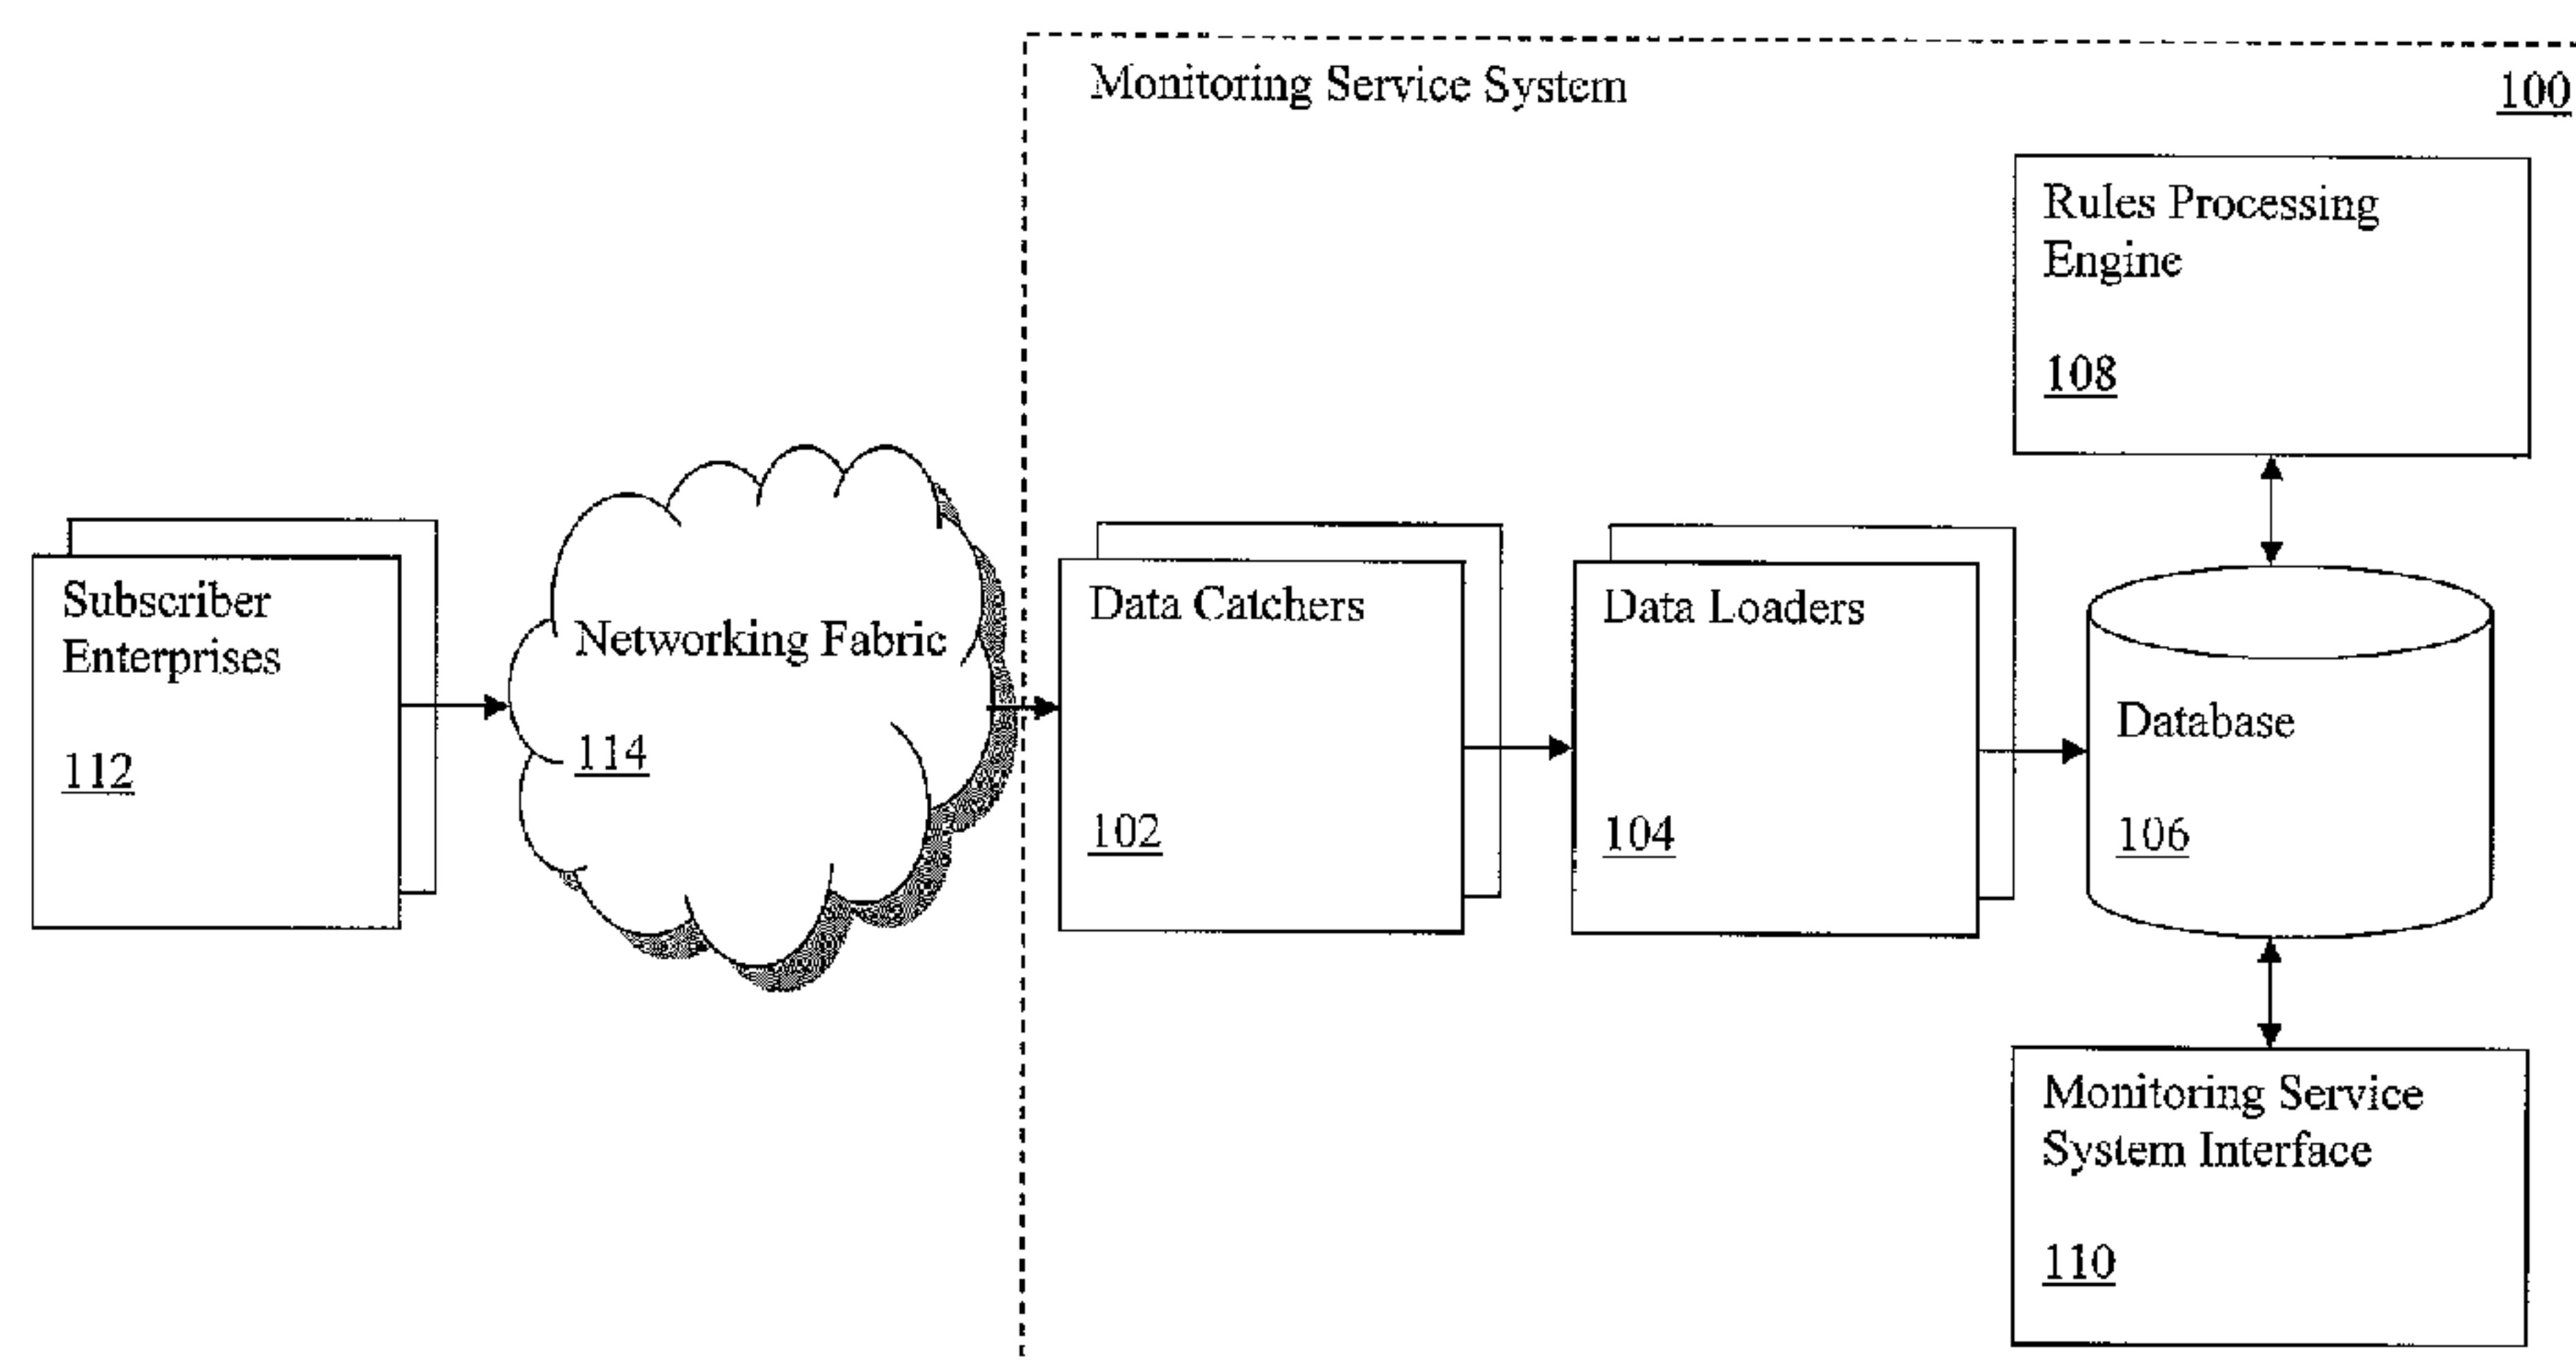 Monitoring Service System
100
Rules Processing
Engine
108
Subscriber
Enterprises
112
Networking Fabric
114
Data Catchers
102
Data Loaders
104
Database
106
Monitoring Service
System Interface
110